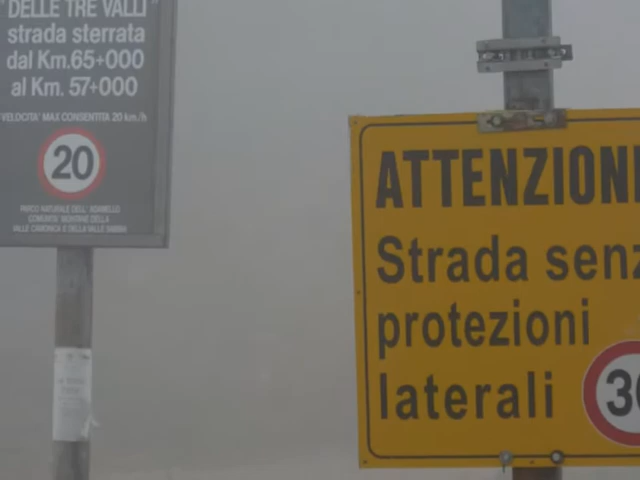 "DELLE TRE VALLI"
strada sterrata
dal Km.65+000
al Km. 57+000
VELOCITA' MAX CONSENTITA 20 km/h
20
PARCO NATURALE DELL' ADAMELLO
COMUNITA' MONTANE DELLA
VALLE CAMONICA E DELLA VALLE SABBIA
ATTENZION
Strada senz
protezioni
laterali
30